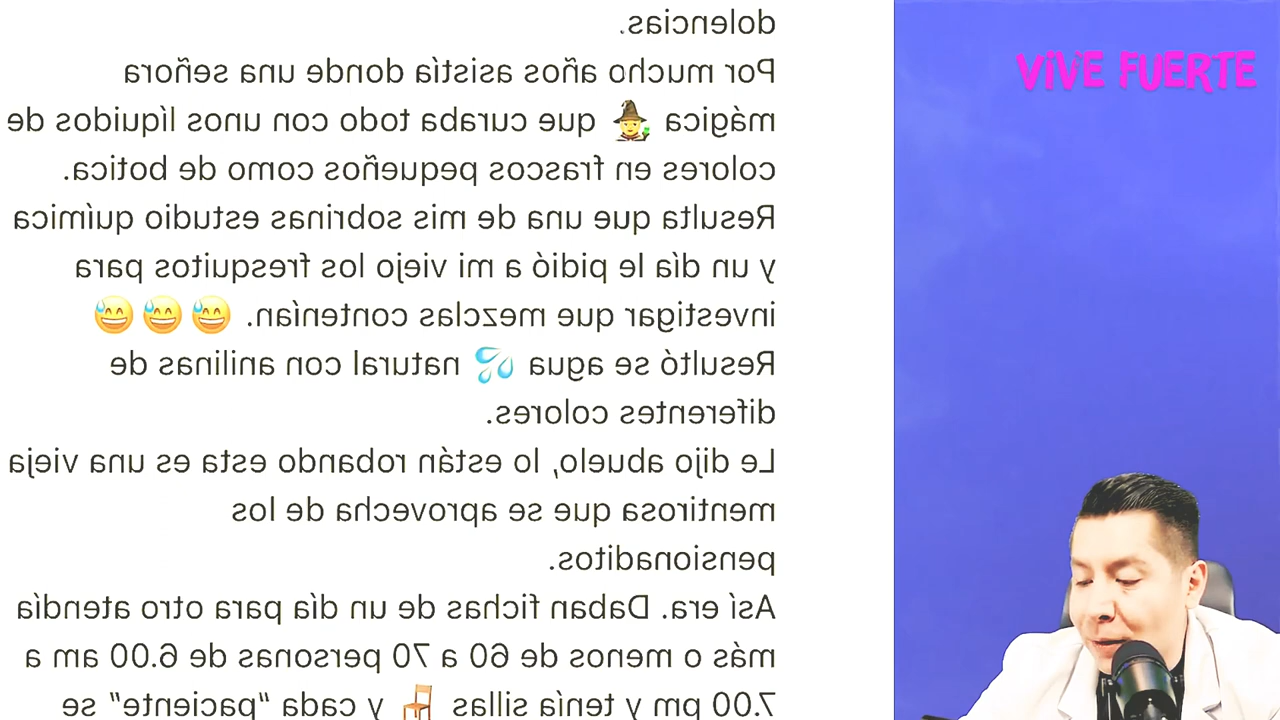 dolencias.
Por mucho años asistía donde una señora
mágica 🧙 que curaba todo con unos líquidos de
colores en frascos pequeños como de botica.
Resulta que una de mis sobrinas estudio química
y un día le pidió a mi viejo los fresquitos para
investigar que mezclas contenían. 😅😅😅
Resultó se agua 💦 natural con anilinas de
diferentes colores.
Le dijo abuelo, lo están robando esta es una vieja
mentirosa que se aprovecha de los
pensionaditos.
Así era. Daban fichas de un día para otro atendía
más o menos de 60 a 70 personas de 6.00 am a
7.00 pm y tenía sillas 🪑 y cada "paciente" se
VIVE FUERTE